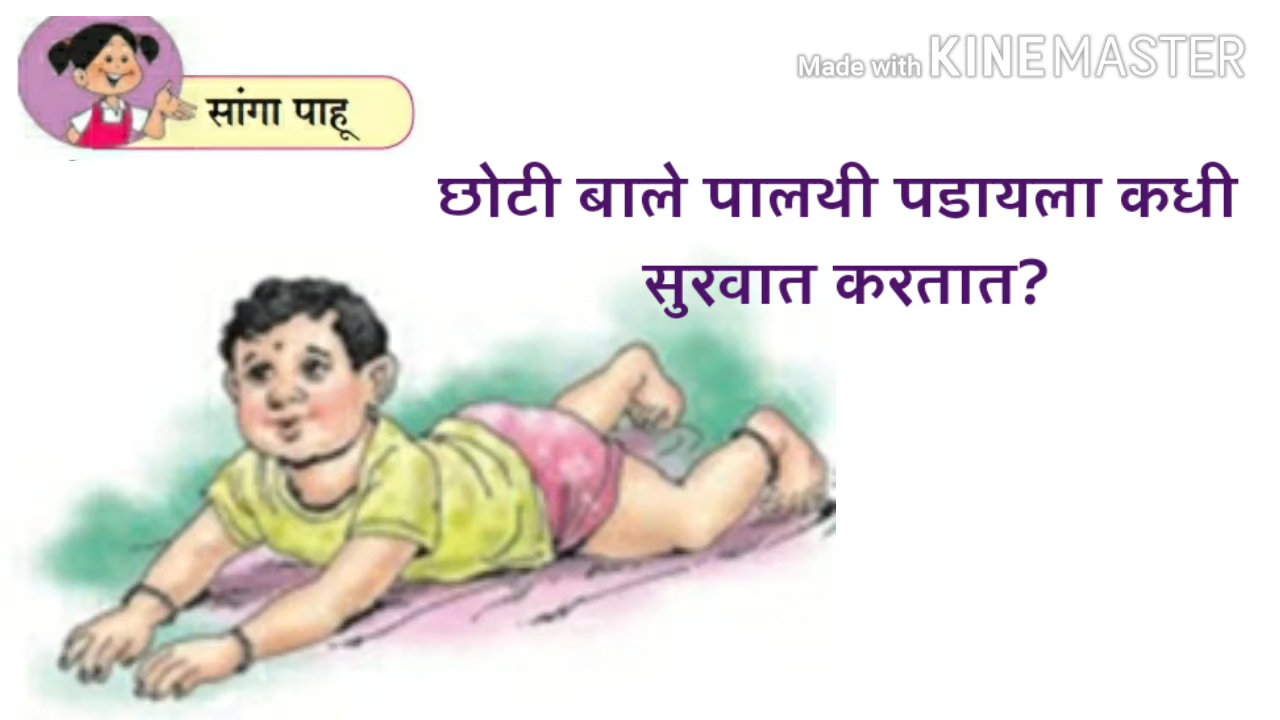 Made with KINEMASTER
सांगा पाहू
छोटी बाले पालथी पडायला कधी
सुरवात करतात?